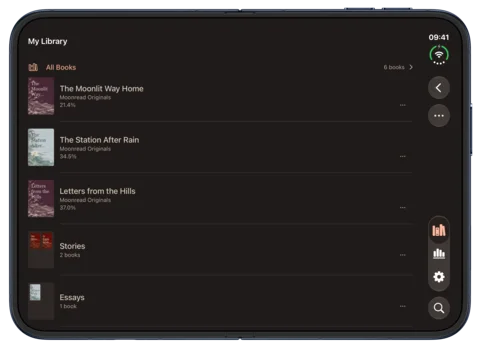 My Library
09:41
All Books
6 books
The Moonlit Way Home
Moonread Originals
21.4%
The Station After Rain
Moonread Originals
34.5%
Letters from the Hills
Moonread Originals
37.0%
Stories
2 books
Essays
1 book